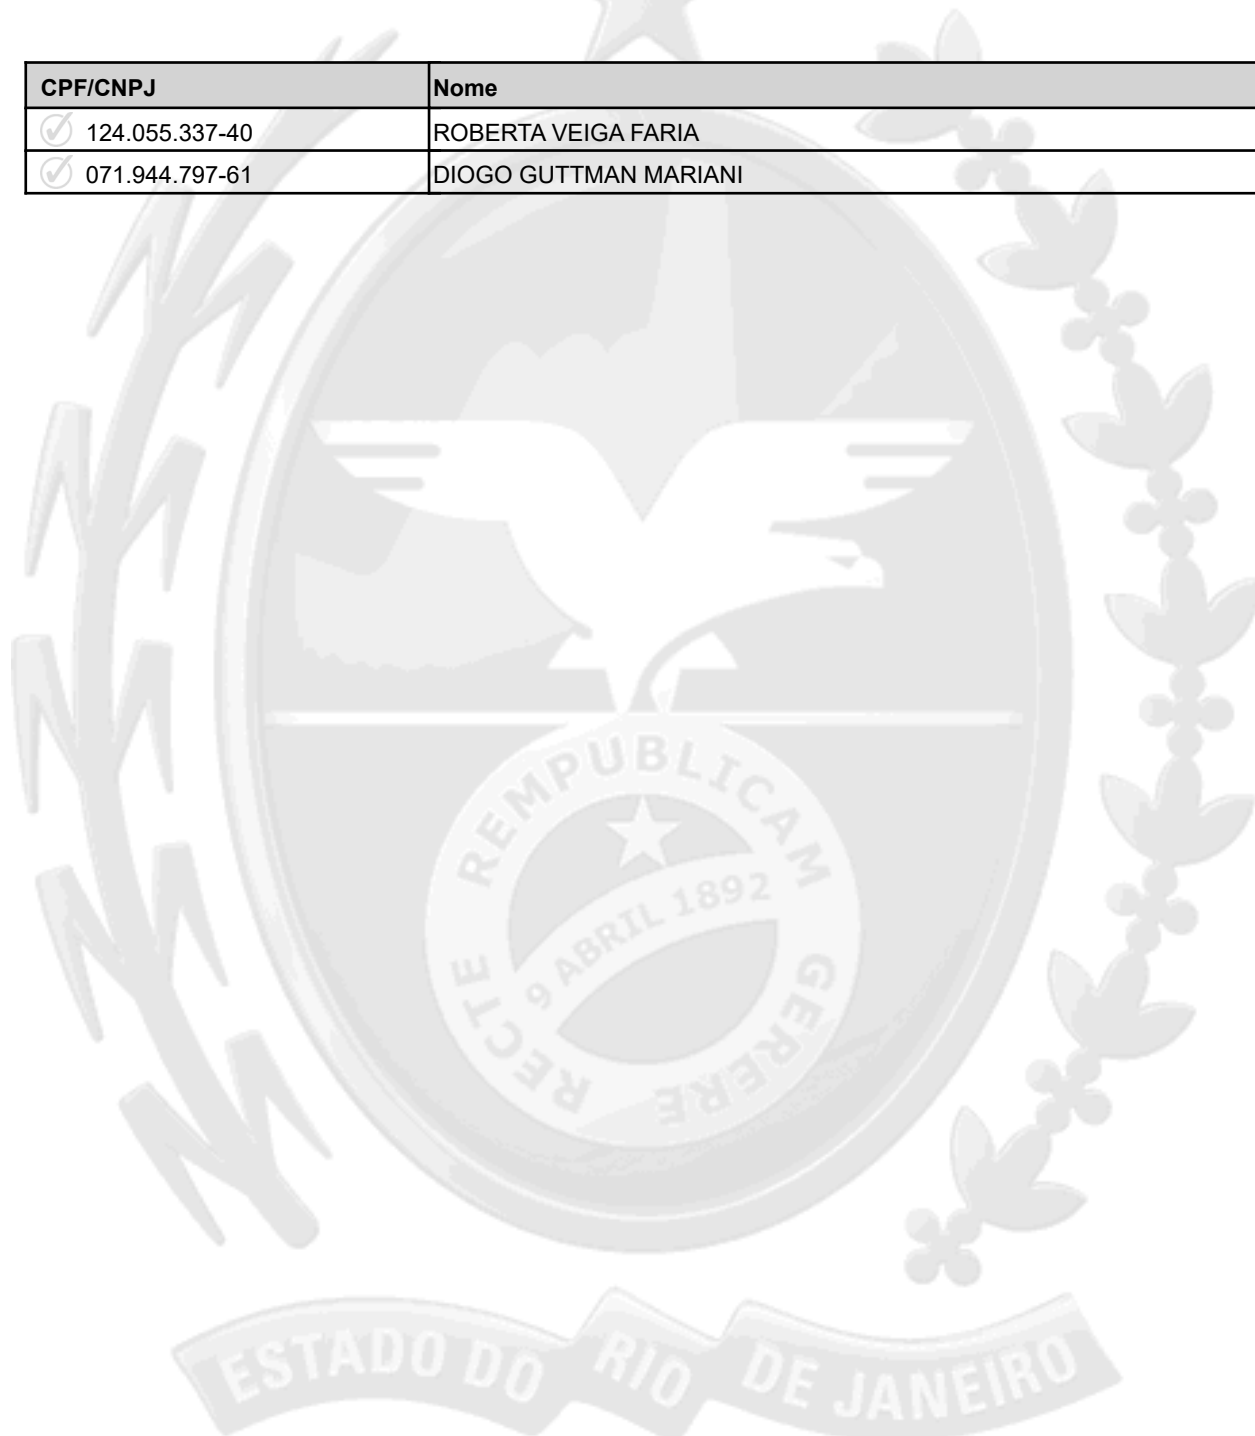 CPF/CNPJ Nome
124.055.337-40 ROBERTA VEIGA FARIA
071.944.797-61 DIOGO GUTTMAN MARIANI
RECTE REMPUBLICAM GERERE
9 ABRIL 1892
ESTADO DO RIO DE JANEIRO